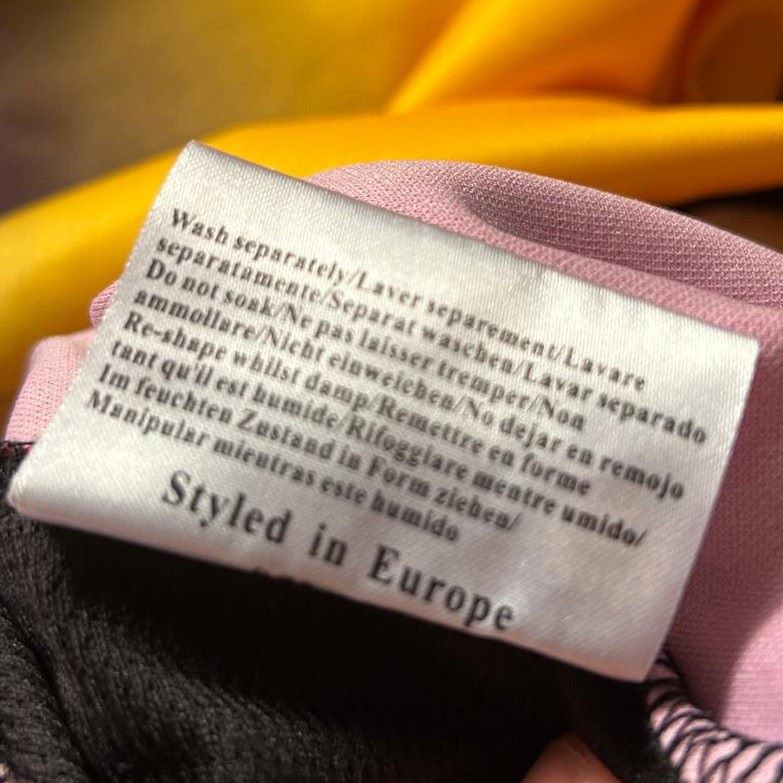 Wash separately/Laver separement/Lavare
separatamente/Separat waschen/Lavar separado
Do not soak/Ne pas laisser tremper/Non
ammollare/Nicht einweichen/No dejar en remojo
Re-shape whilst damp/Remettre en forme
tant qu'il est humide/Rifoggiare mentre umido/
Im feuchten Zustand in Form ziehen/
Manipular mientras este humido
Styled in Europe